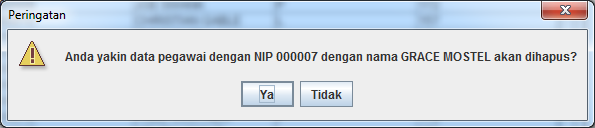 Peringatan
Anda yakin data pegawai dengan NIP 000007 dengan nama GRACE MOSTEL akan dihapus?
Ya
Tidak